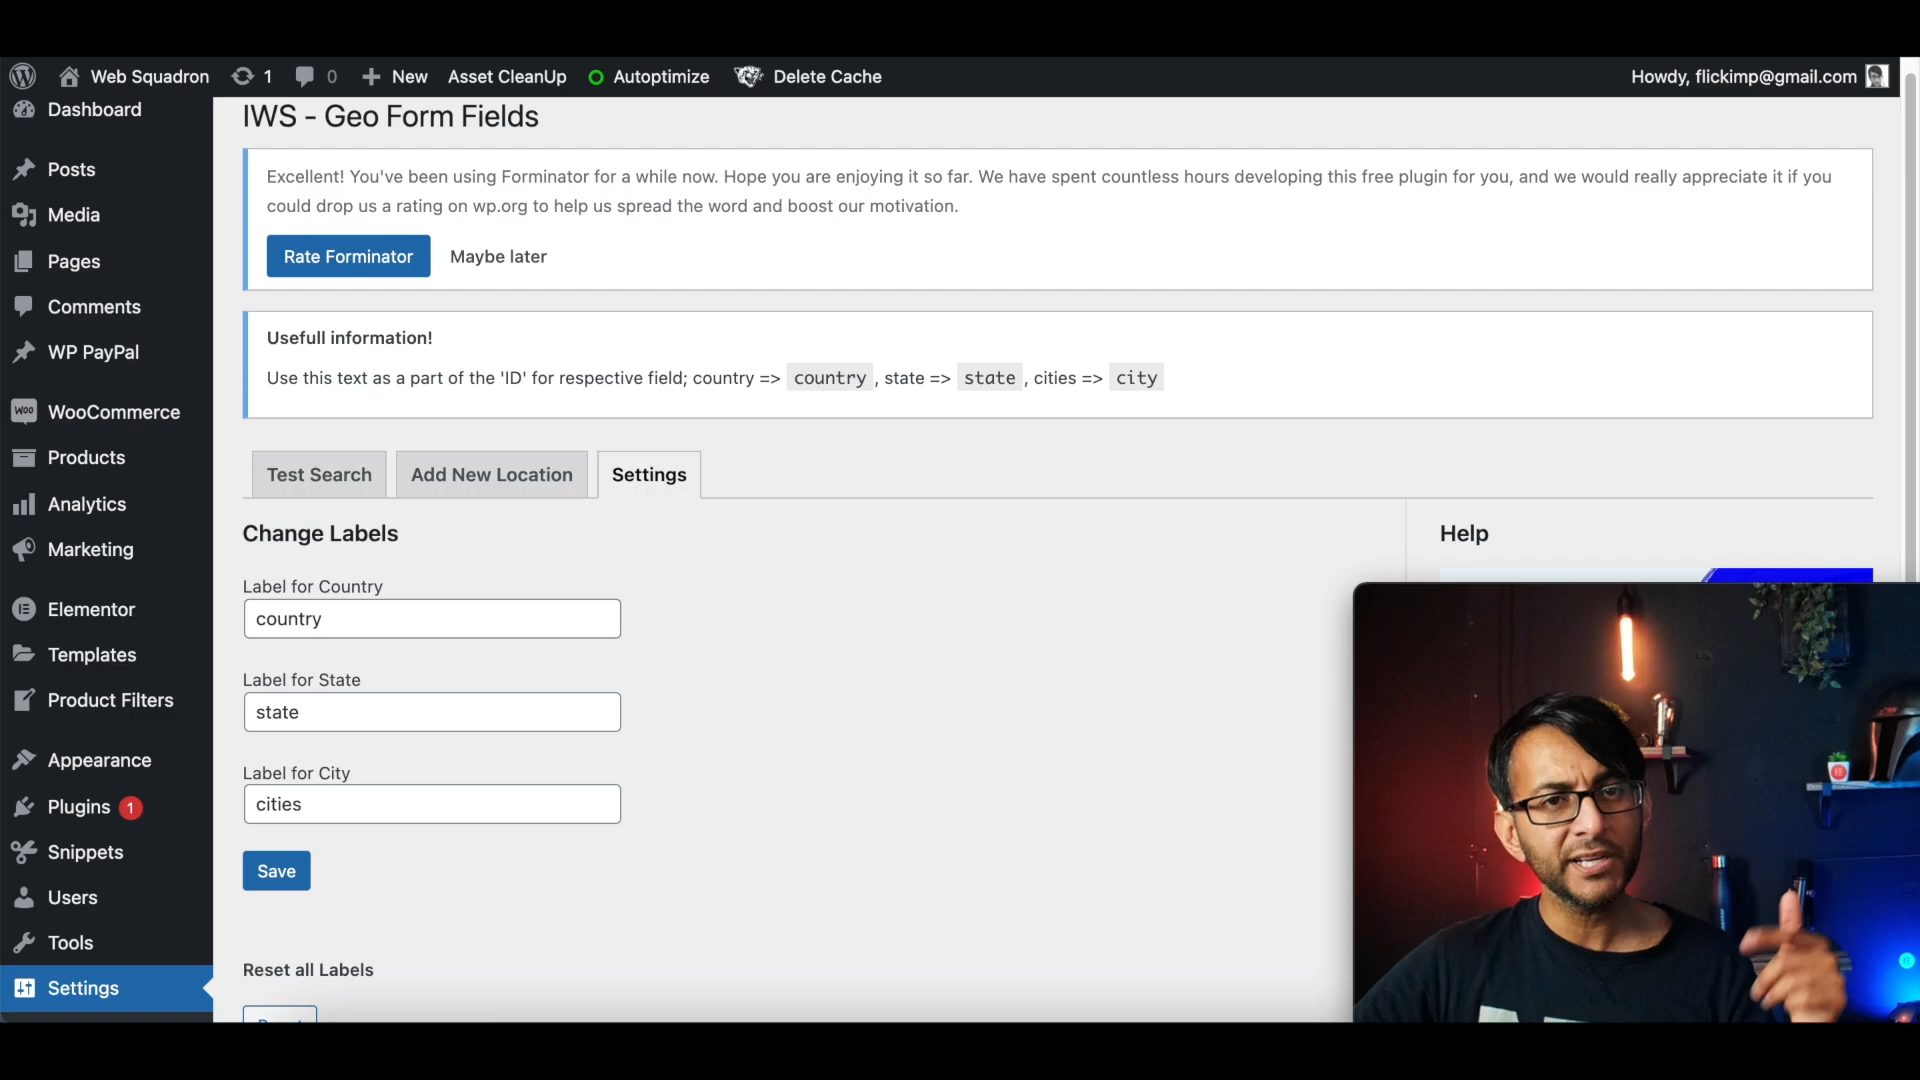 Web Squadron 1 0 New Asset CleanUp Autoptimize Delete Cache Howdy, flickimp@gmail.com
Dashboard
Posts
Media
Pages
Comments
WP PayPal
WooCommerce
Products
Analytics
Marketing
Elementor
Templates
Product Filters
Appearance
Plugins 1
Snippets
Users
Tools
Settings
IWS - Geo Form Fields
Excellent! You've been using Forminator for a while now. Hope you are enjoying it so far. We have spent countless hours developing this free plugin for you, and we would really appreciate it if you
could drop us a rating on wp.org to help us spread the word and boost our motivation.
Rate Forminator Maybe later
Usefull information!
Use this text as a part of the 'ID' for respective field; country => country , state => state , cities => city
Test Search Add New Location Settings
Change Labels
Label for Country
country
Label for State
state
Label for City
cities
Save
Reset all Labels
Help